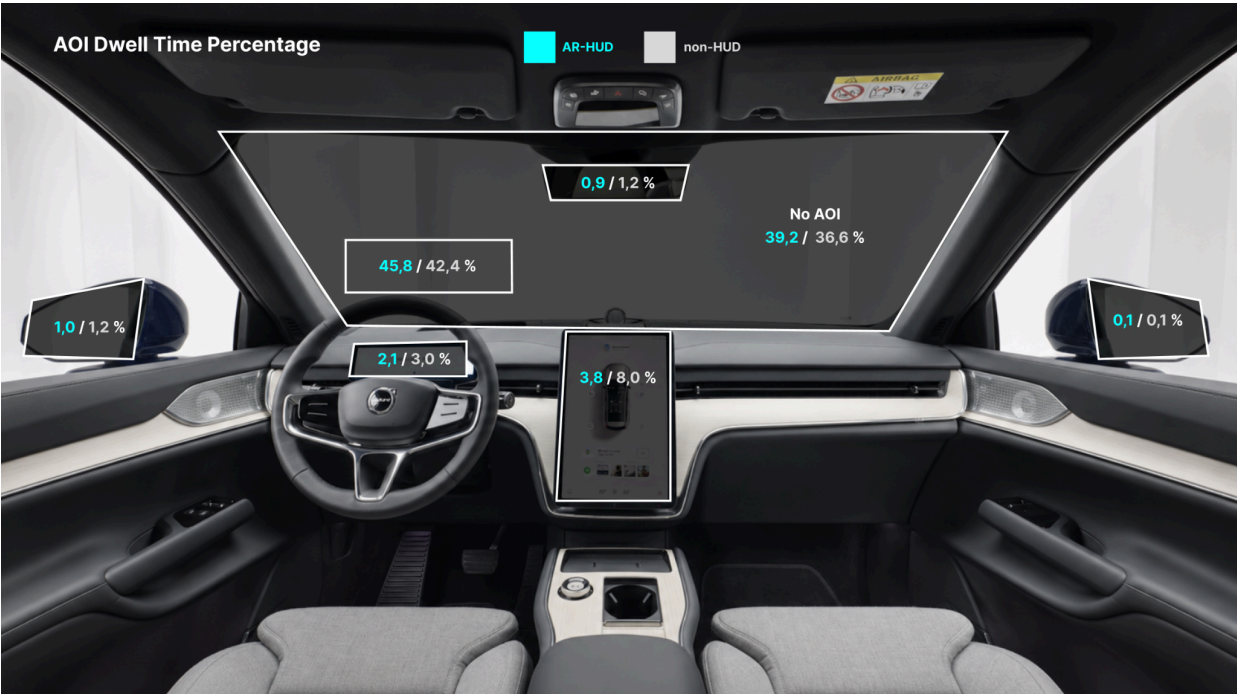 AOI Dwell Time Percentage
AR-HUD
non-HUD
AIRBAG
0,9 / 1,2 %
No AOI
39,2 / 36,6 %
45,8 / 42,4 %
1,0 / 1,2 %
0,1 / 0,1 %
2,1 / 3,0 %
3,8 / 8,0 %